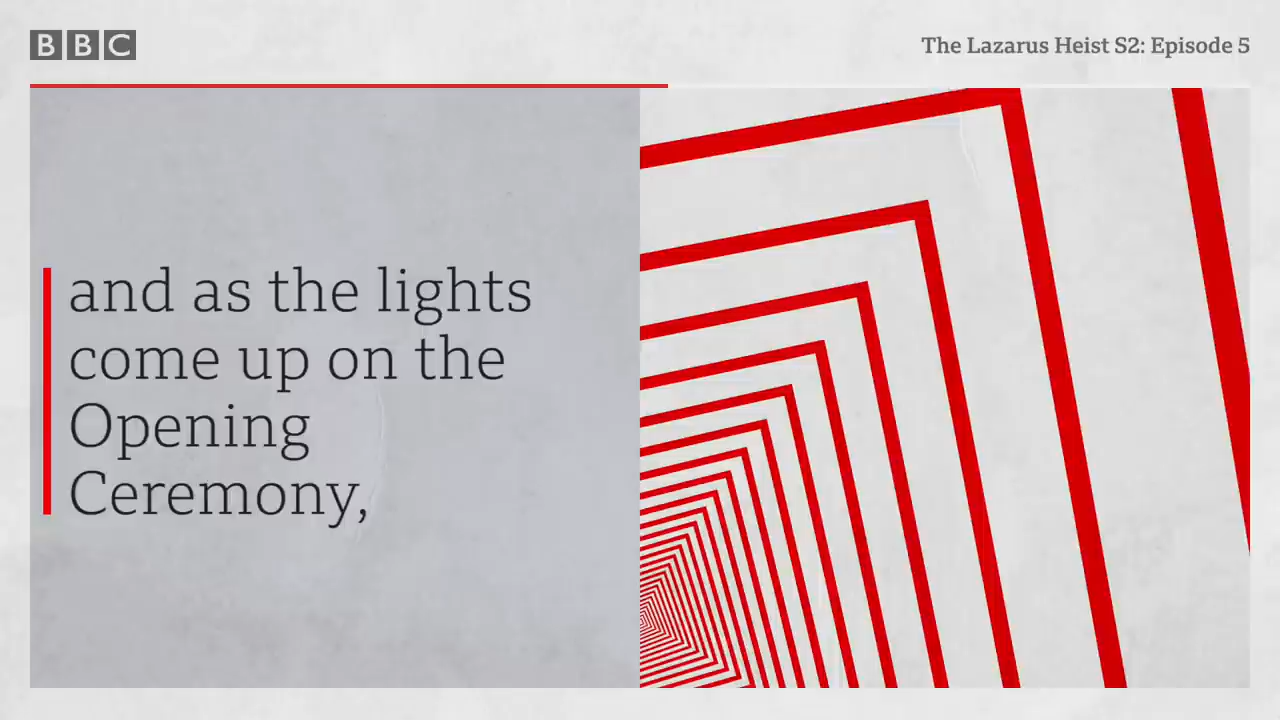 BBC
The Lazarus Heist S2: Episode 5
and as the lights
come up on the
Opening
Ceremony,